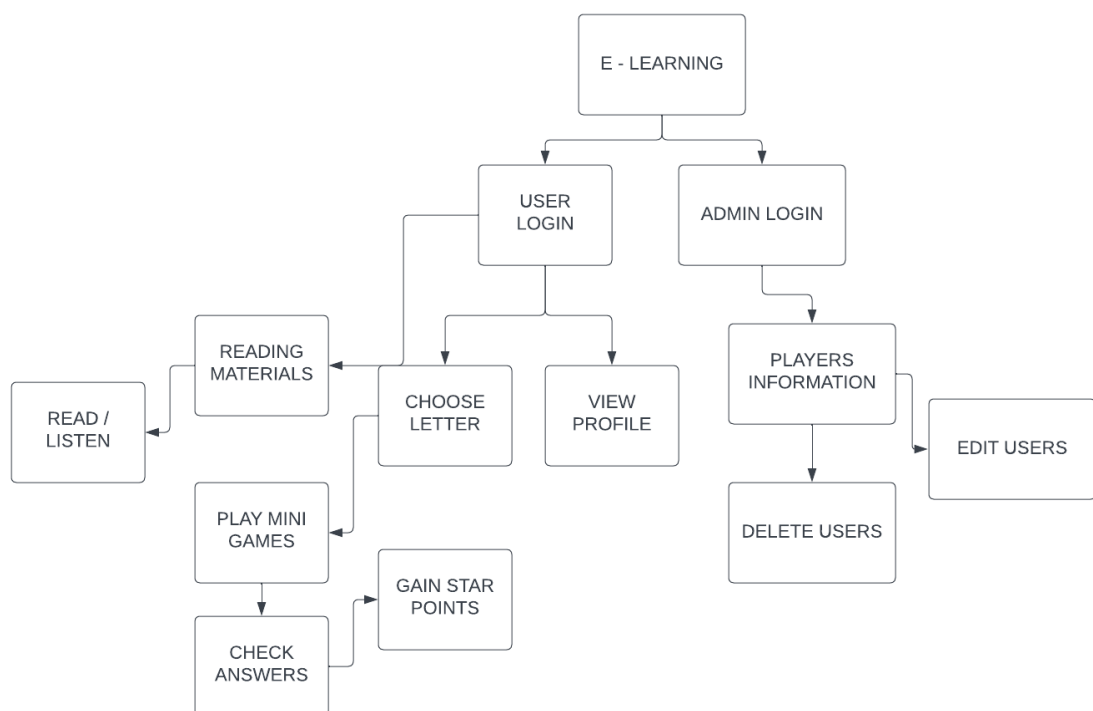 E - LEARNING
USER
LOGIN
ADMIN LOGIN
READING
MATERIALS
CHOOSE
LETTER
VIEW
PROFILE
PLAYERS
INFORMATION
READ /
LISTEN
EDIT USERS
PLAY MINI
GAMES
DELETE USERS
GAIN STAR
POINTS
CHECK
ANSWERS